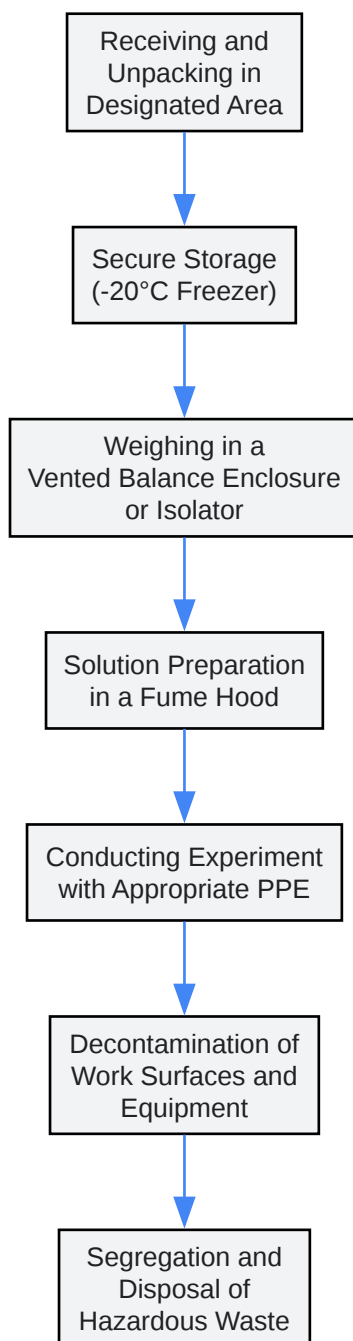 Receiving and
Unpacking in
Designated Area
Secure Storage
(-20°C Freezer)
Weighing in a
Vented Balance Enclosure
or Isolator
Solution Preparation
in a Fume Hood
Conducting Experiment
with Appropriate PPE
Decontamination of
Work Surfaces and
Equipment
Segregation and
Disposal of
Hazardous Waste